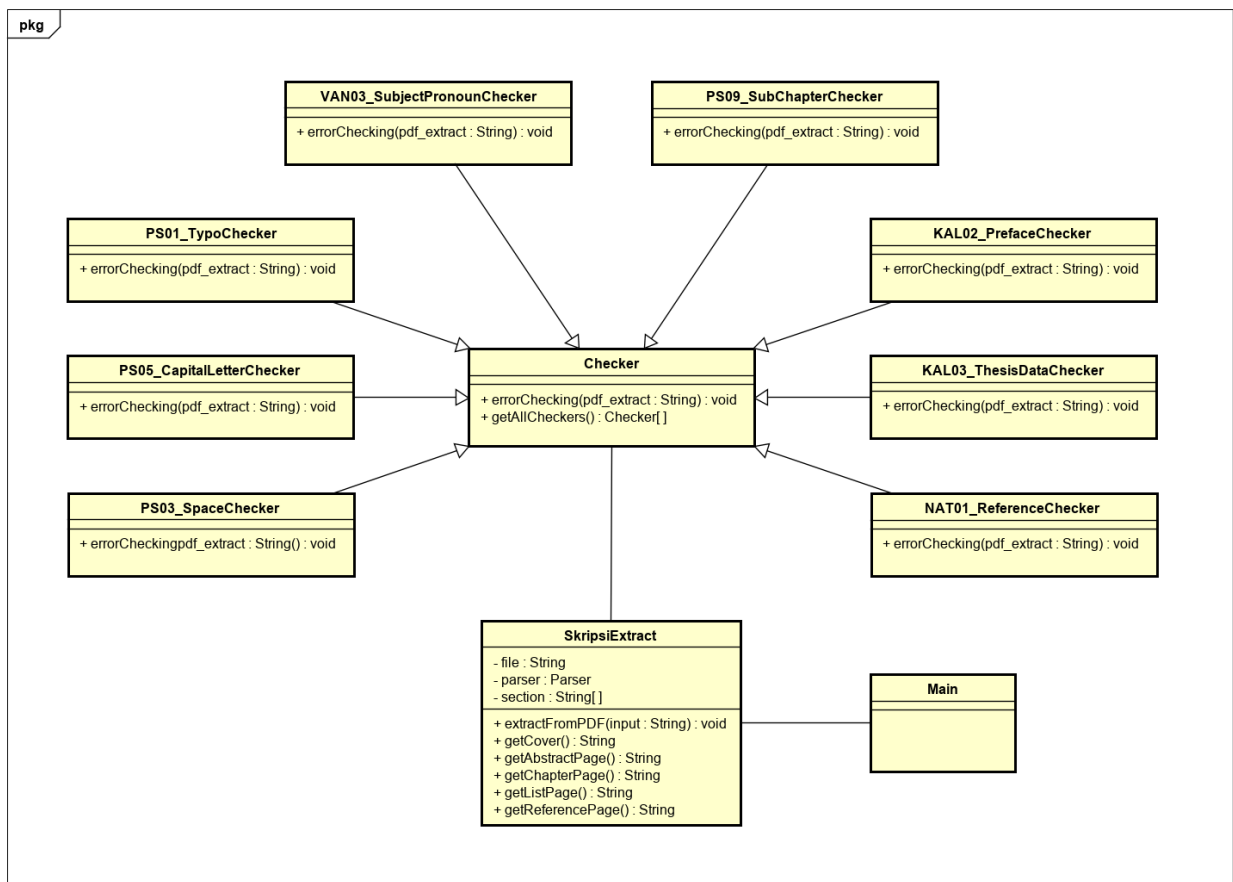 pkg
VAN03_SubjectPronounChecker
+ errorChecking(pdf_extract : String) : void
PS09_SubChapterChecker
+ errorChecking(pdf_extract : String) : void
PS01_TypoChecker
+ errorChecking(pdf_extract : String) : void
KAL02_PrefaceChecker
+ errorChecking(pdf_extract : String) : void
PS05_CapitalLetterChecker
+ errorChecking(pdf_extract : String) : void
Checker
+ errorChecking(pdf_extract : String) : void
+ getAllCheckers() : Checker[ ]
KAL03_ThesisDataChecker
+ errorChecking(pdf_extract : String) : void
PS03_SpaceChecker
+ errorCheckingpdf_extract : String() : void
NAT01_ReferenceChecker
+ errorChecking(pdf_extract : String) : void
SkripsiExtract
- file : String
- parser : Parser
- section : String[ ]
+ extractFromPDF(input : String) : void
+ getCover() : String
+ getAbstractPage() : String
+ getChapterPage() : String
+ getListPage() : String
+ getReferencePage() : String
Main